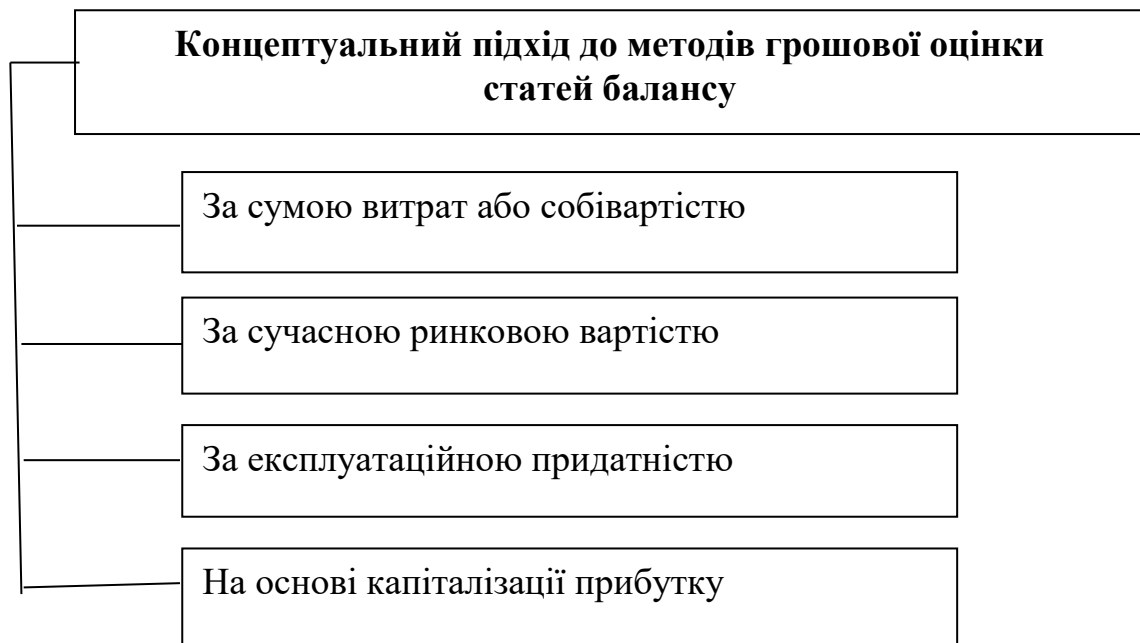 Концептуальний підхід до методів грошової оцінки
статей балансу
За сумою витрат або собівартістю
За сучасною ринковою вартістю
За експлуатаційною придатністю
На основі капіталізації прибутку